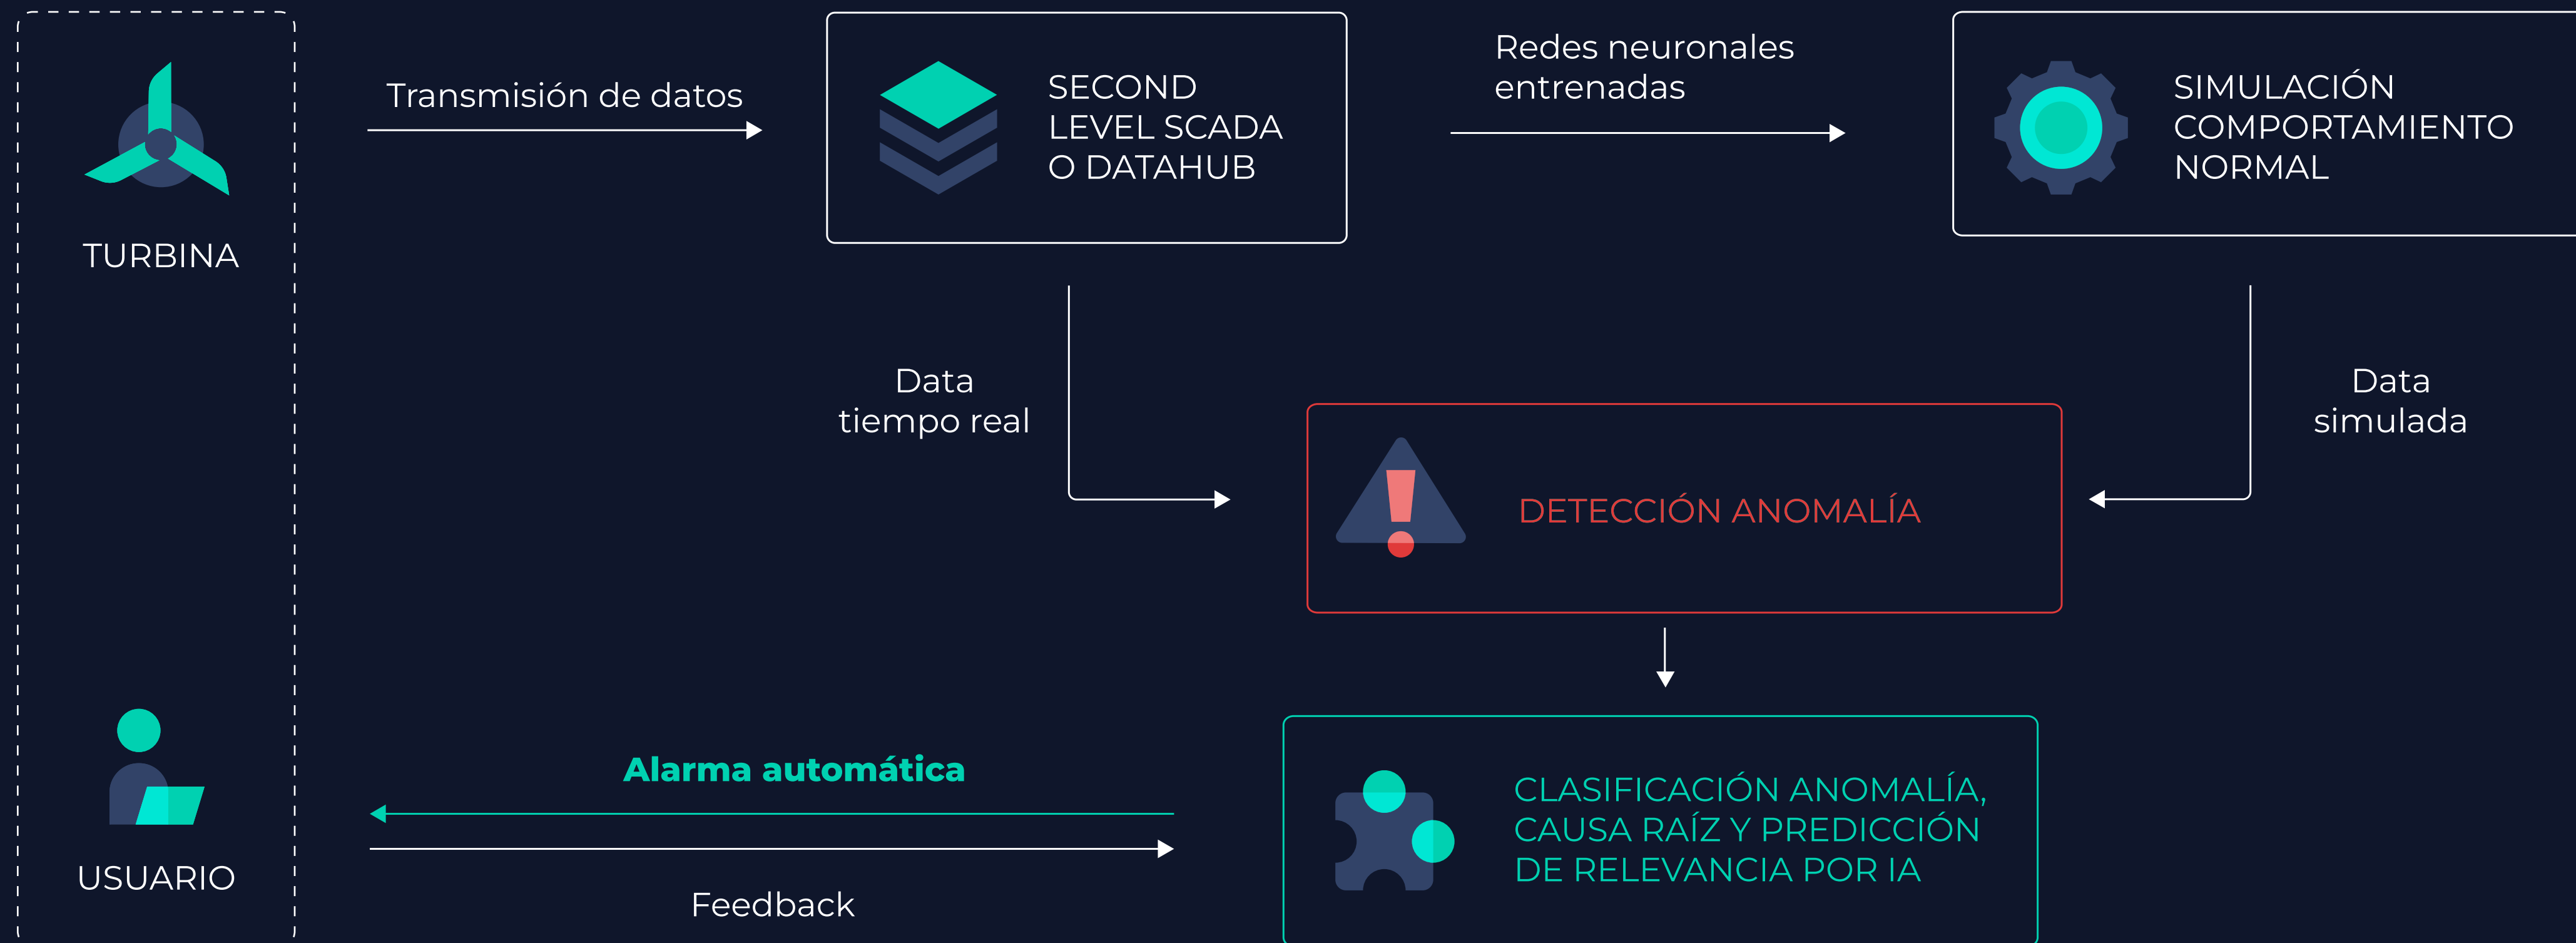 TURBINA
Transmisión de datos
SECOND
LEVEL SCADA
O DATAHUB
Redes neuronales
entrenadas
SIMULACIÓN
COMPORTAMIENTO
NORMAL
Data
tiempo real
Data
simulada
DETECCIÓN ANOMALÍA
CLASIFICACIÓN ANOMALÍA,
CAUSA RAÍZ Y PREDICCIÓN
DE RELEVANCIA POR IA
Alarma automática
Feedback
USUARIO